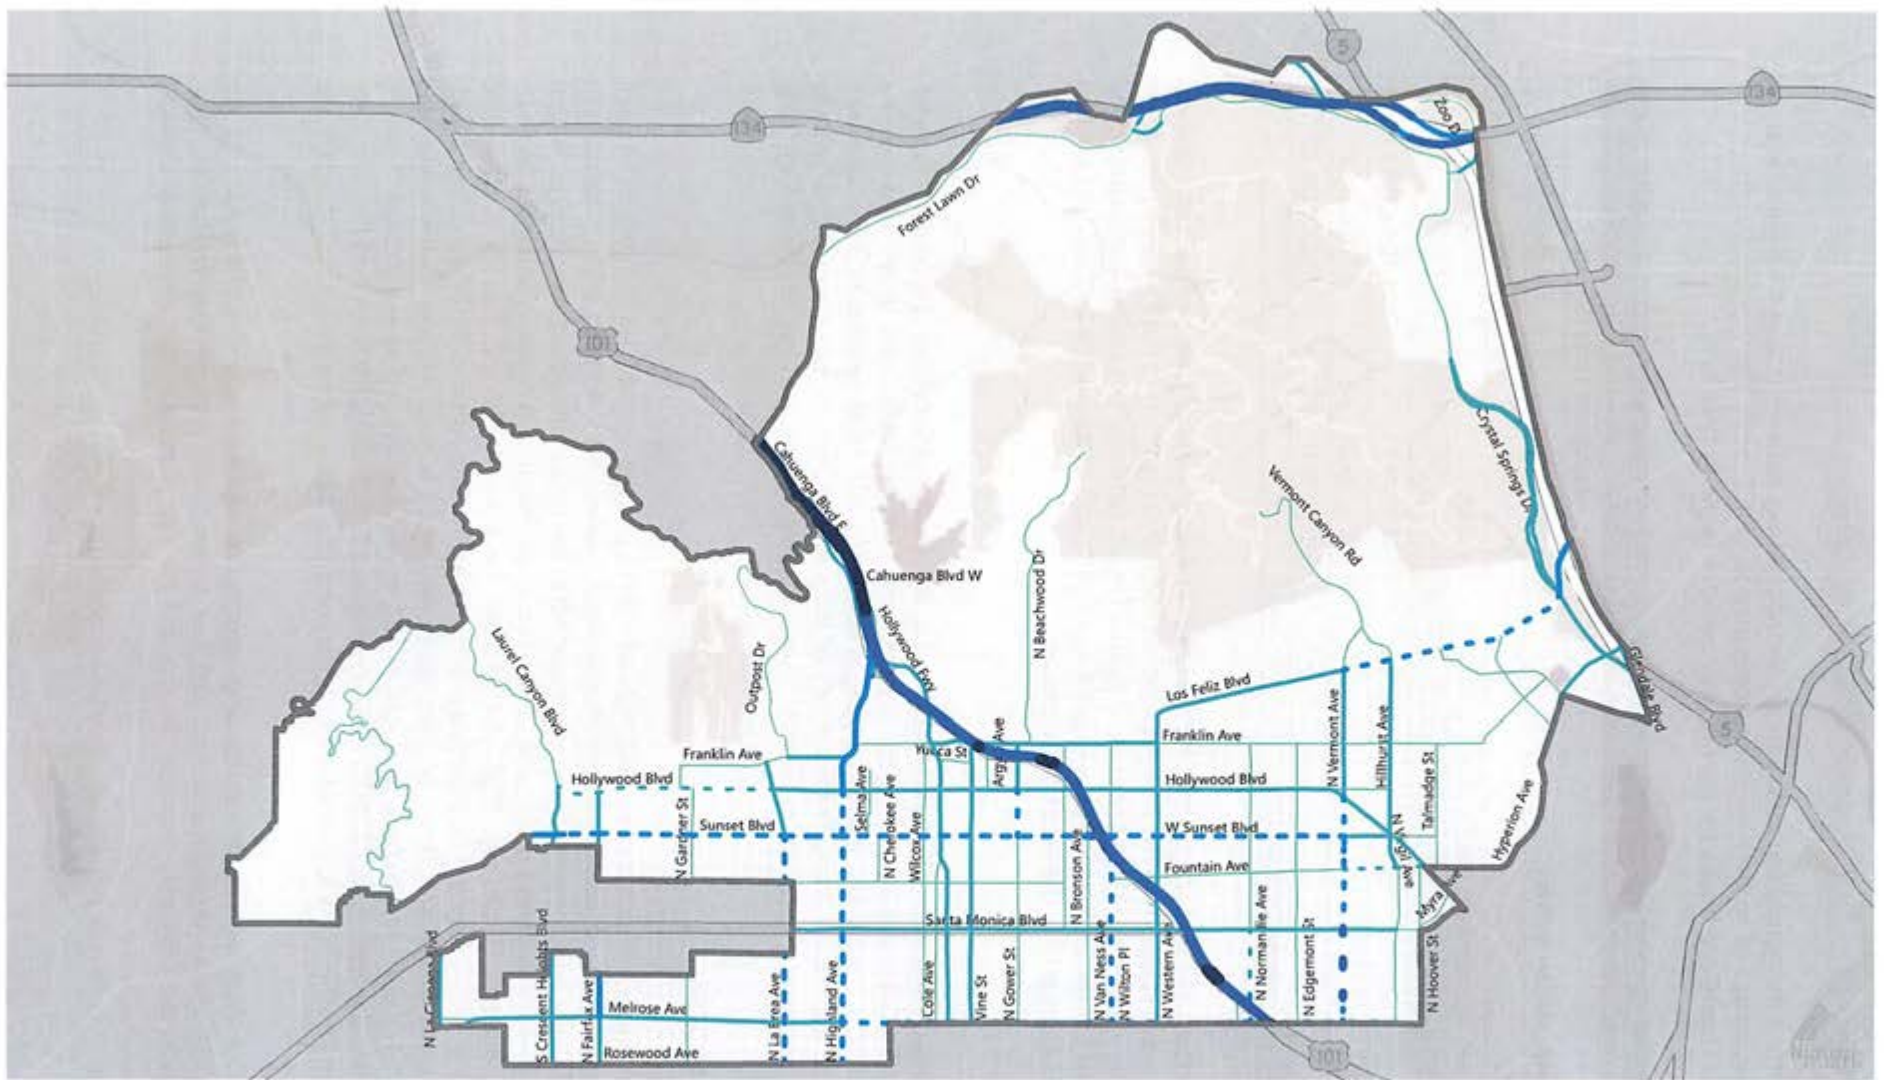 5
134
134
Zoo D
Forest Lawn Dr
101
Crystal Springs Dr
Cahuenga Blvd E
Vermont Canyon Rd
Cahuenga Blvd W
N Beachwood Dr
Hollywood Fwy
Laurel Canyon Blvd
Outpost Dr
Glendale Blvd
Los Feliz Blvd
N Vermont Ave
Hillhurst Ave
5
Franklin Ave
Yucca St
Franklin Ave
Hollywood Blvd
Hollywood Blvd
Talmadge St
Hyperion Ave
N Gardner St
Selma Ave
N Cherokee Ave
Wilcox Ave
Sunset Blvd
W Sunset Blvd
N Bronson Ave
Fountain Ave
Myra
Santa Monica Blvd
S Crescent Heights Blvd
N Fairfax Ave
Melrose Ave
N La Brea Ave
N Highland Ave
Cole Ave
Vine St
N Gower St
N Van Ness Ave
N Wilton Pl
N Western Ave
N Normandie Ave
N Edgemont St
N Hoover St
Rosewood Ave
101